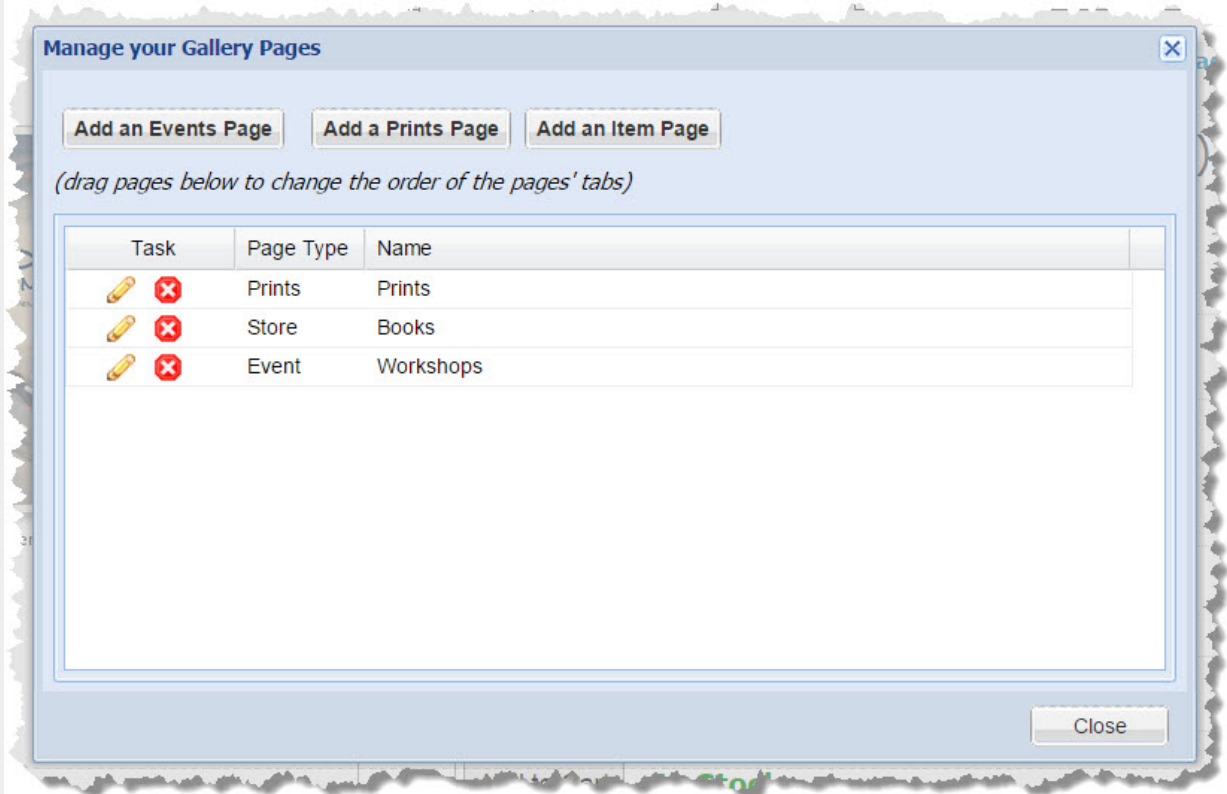 Manage your Gallery Pages
Add an Events Page Add a Prints Page Add an Item Page
(drag pages below to change the order of the pages' tabs)
Task Page Type Name
Prints Prints
Store Books
Event Workshops
Close